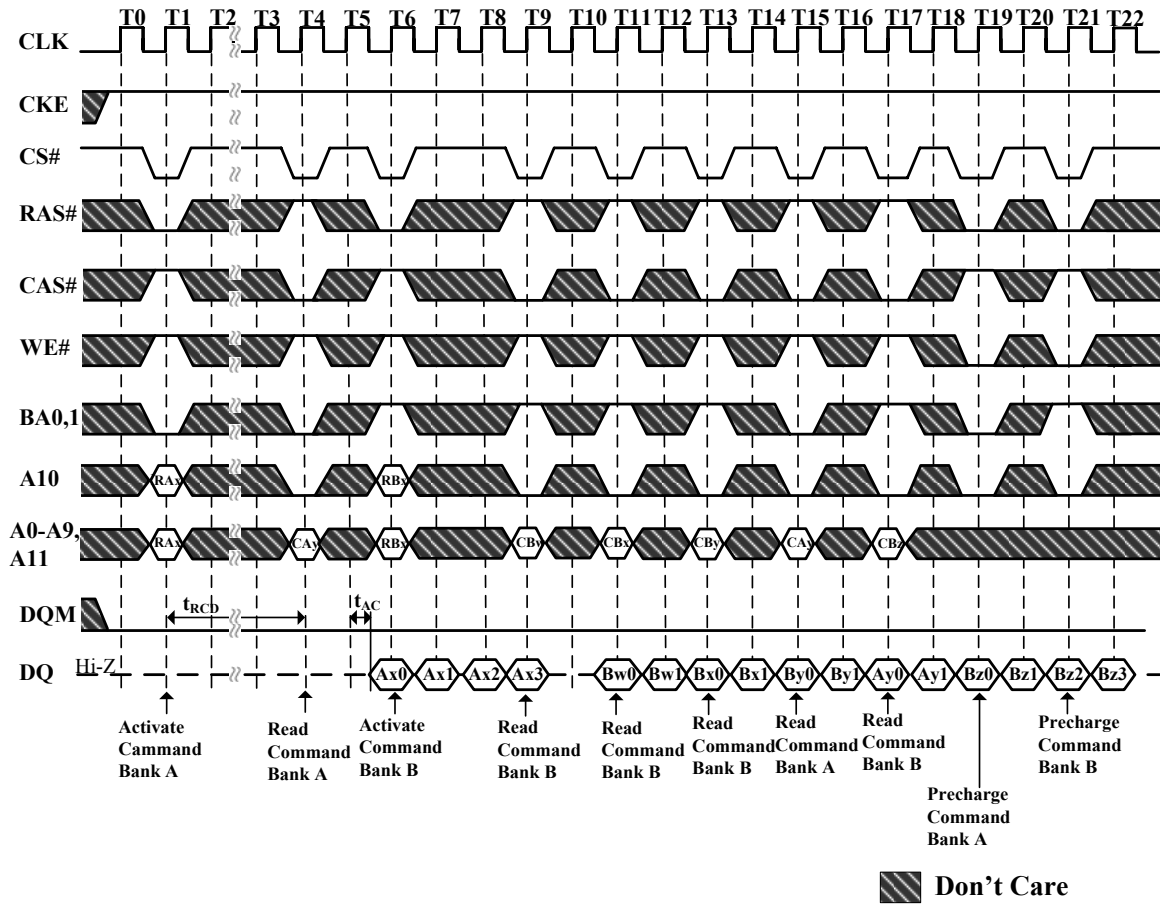 T0 T1 T2 T3 T4 T5 T6 T7 T8 T9 T10 T11 T12 T13 T14 T15 T16 T17 T18 T19 T20 T21 T22
CLK
CKE
CS#
RAS#
CAS#
WE#
BA0,1
A10 RAx RBx
A0-A9,
A11
RAx CAy RBx CBw CBx CBy CAy CBz
DQM tRCD tAC
DQ Hi-Z Ax0 Ax1 Ax2 Ax3 Bw0 Bw1 Bx0 Bx1 By0 By1 Ay0 Ay1 Bz0 Bz1 Bz2 Bz3
Activate
Cammand
Bank A
Read
Command
Bank A
Activate
Command
Bank B
Read
Command
Bank B
Read
Command
Bank B
Read
Command
Bank B
Read
Command
Bank A
Read
Command
Bank B
Precharge
Command
Bank A
Precharge
Command
Bank B
Don't Care